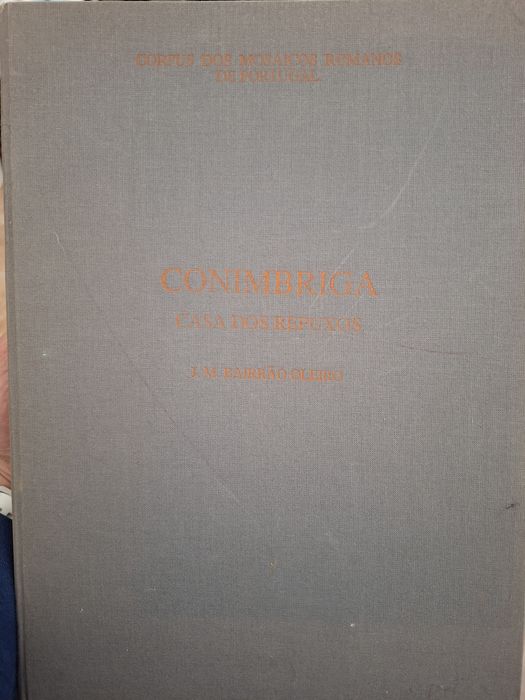 CORPUS DOS MOSAICOS ROMANOS
DE PORTUGAL
CONIMBRIGA
CASA DOS REPUXOS
J. M. BAIRRÃO OLEIRO